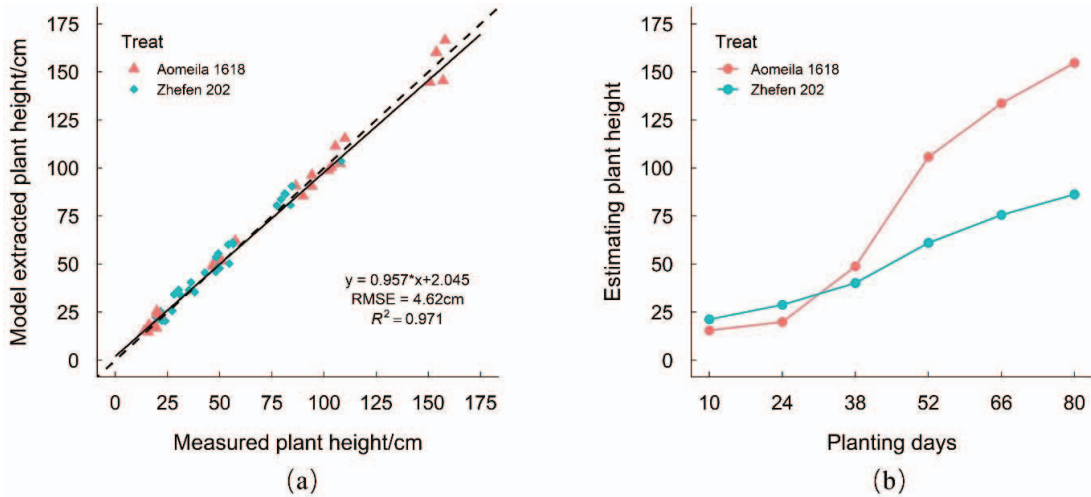 Treat
Aomeila 1618
Zhefen 202
Model extracted plant height/cm
175
150
125
100
75
50
25
0
y = 0.957*x+2.045
RMSE = 4.62cm
R² = 0.971
0 25 50 75 100 125 150 175
Measured plant height/cm
(a)
Treat
Aomeila 1618
Zhefen 202
Estimating plant height
175
150
125
100
75
50
25
0
10 24 38 52 66 80
Planting days
(b)